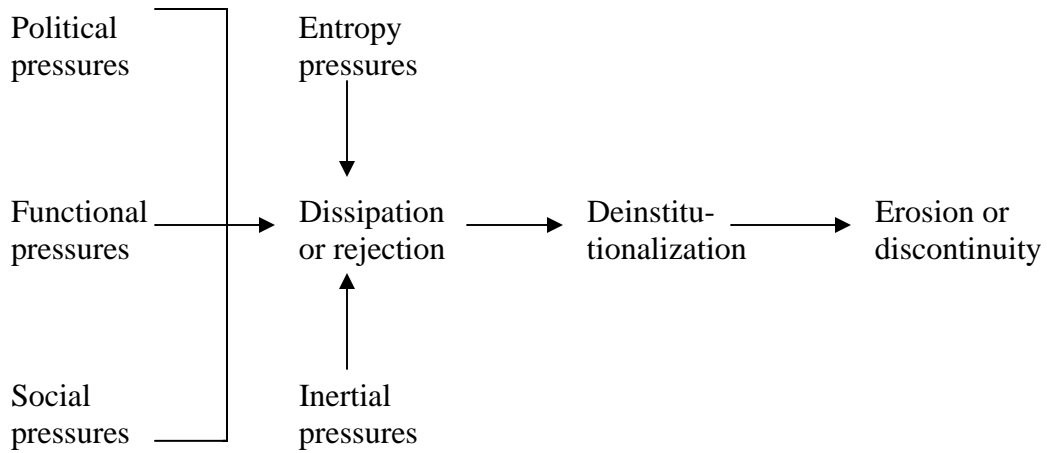 Political
pressures
Entropy
pressures
Functional
pressures
Dissipation
or rejection
Deinstitu-
tionalization
Erosion or
discontinuity
Social
pressures
Inertial
pressures